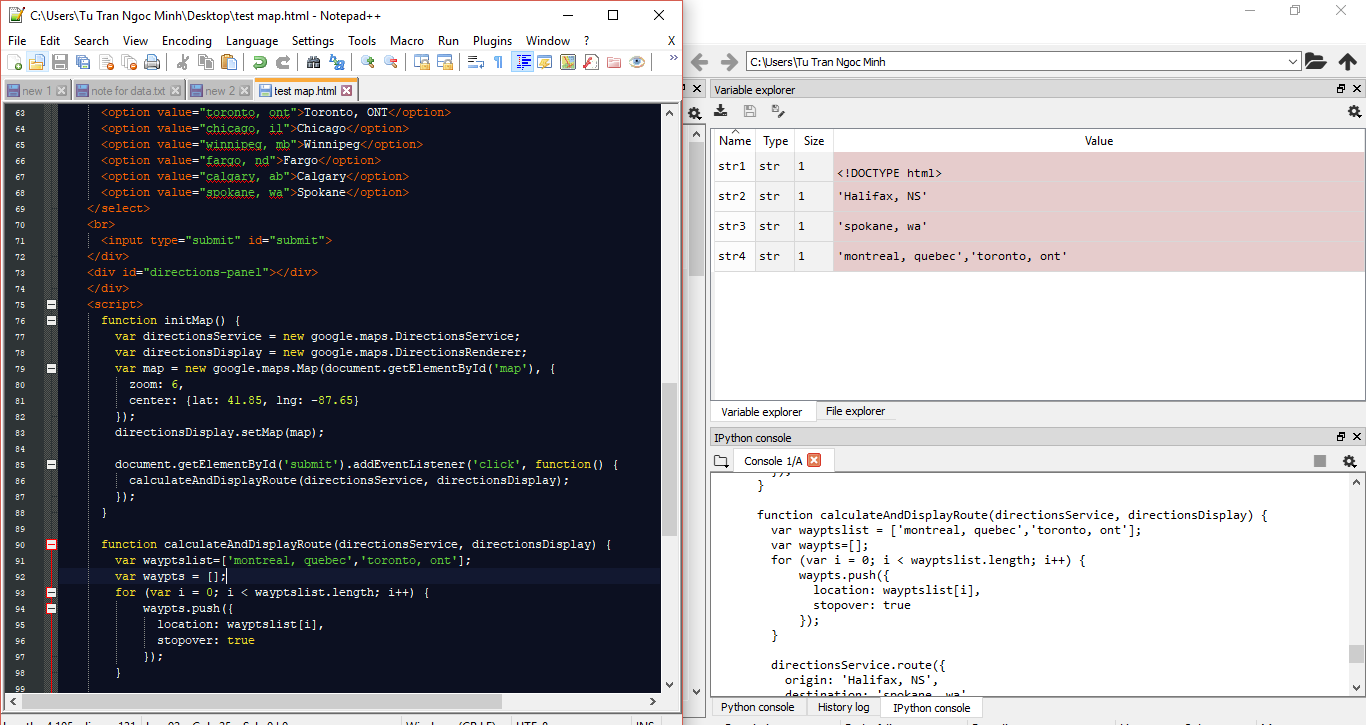 C:\Users\Tu Tran Ngoc Minh\Desktop\test map.html - Notepad++
File Edit Search View Encoding Language Settings Tools Macro Run Plugins Window ? X
new 1 note for data.txt new 2 test map.html
63 <option value="toronto, ont">Toronto, ONT</option>
64 <option value="chicago, il">Chicago</option>
65 <option value="winnipeg, mb">Winnipeg</option>
66 <option value="fargo, nd">Fargo</option>
67 <option value="calgary, ab">Calgary</option>
68 <option value="spokane, wa">Spokane</option>
69 </select>
70 <br>
71 <input type="submit" id="submit">
72 </div>
73 <div id="directions-panel"></div>
74 </div>
75 <script>
76 function initMap() {
77 var directionsService = new google.maps.DirectionsService;
78 var directionsDisplay = new google.maps.DirectionsRenderer;
79 var map = new google.maps.Map(document.getElementById('map'), {
80 zoom: 6,
81 center: {lat: 41.85, lng: -87.65}
82 });
83 directionsDisplay.setMap(map);
84
85 document.getElementById('submit').addEventListener('click', function() {
86 calculateAndDisplayRoute(directionsService, directionsDisplay);
87 });
88 }
89
90 function calculateAndDisplayRoute(directionsService, directionsDisplay) {
91 var wayptslist=['montreal, quebec','toronto, ont'];
92 var waypts = [];
93 for (var i = 0; i < wayptslist.length; i++) {
94 waypts.push({
95 location: wayptslist[i],
96 stopover: true
97 });
98 }
99
C:\Users\Tu Tran Ngoc Minh
Variable explorer
Name Type Size Value
str1 str 1 <!DOCTYPE html>
str2 str 1 'Halifax, NS'
str3 str 1 'spokane, wa'
str4 str 1 'montreal, quebec','toronto, ont'
Variable explorer File explorer
IPython console
Console 1/A
});
}
function calculateAndDisplayRoute(directionsService, directionsDisplay) {
var wayptslist = ['montreal, quebec','toronto, ont'];
var waypts=[];
for (var i = 0; i < wayptslist.length; i++) {
waypts.push({
location: wayptslist[i],
stopover: true
});
}
directionsService.route({
origin: 'Halifax, NS',
destination: 'spokane, wa'
Python console History log IPython console